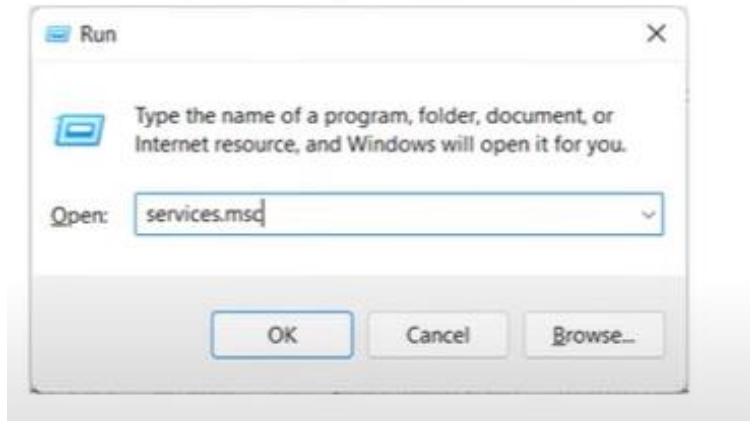 Run
Type the name of a program, folder, document, or
Internet resource, and Windows will open it for you.
Open: services.msc
OK Cancel Browse...